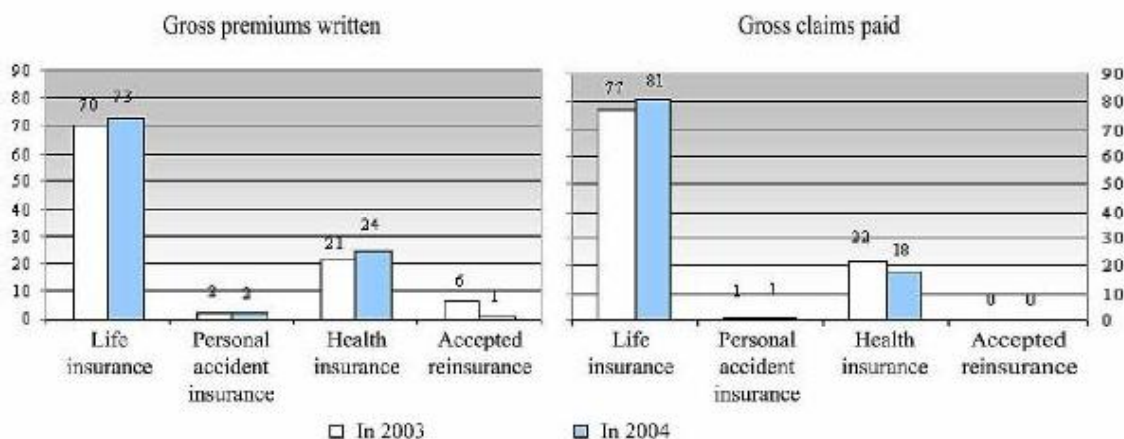 Gross premiums written
Gross claims paid
90
80
70
60
50
40
30
20
10
0
70 73
2 2
21 24
6 1
Life insurance
Personal accident insurance
Health insurance
Accepted reinsurance
77 81
1 1
22 18
0 0
90
80
70
60
50
40
30
20
10
0
Life insurance
Personal accident insurance
Health insurance
Accepted reinsurance
In 2003
In 2004